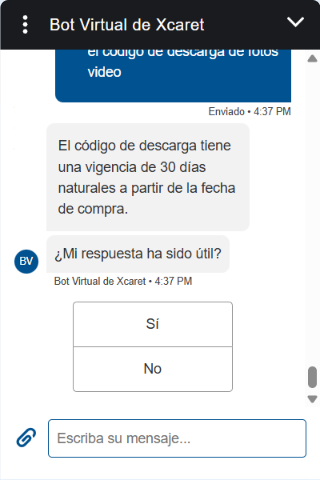 Bot Virtual de Xcaret
el código de descarga de fotos
video
Enviado • 4:37 PM
El código de descarga tiene
una vigencia de 30 días
naturales a partir de la fecha
de compra.
¿Mi respuesta ha sido útil?
BV
Bot Virtual de Xcaret • 4:37 PM
Sí
No
Escriba su mensaje...